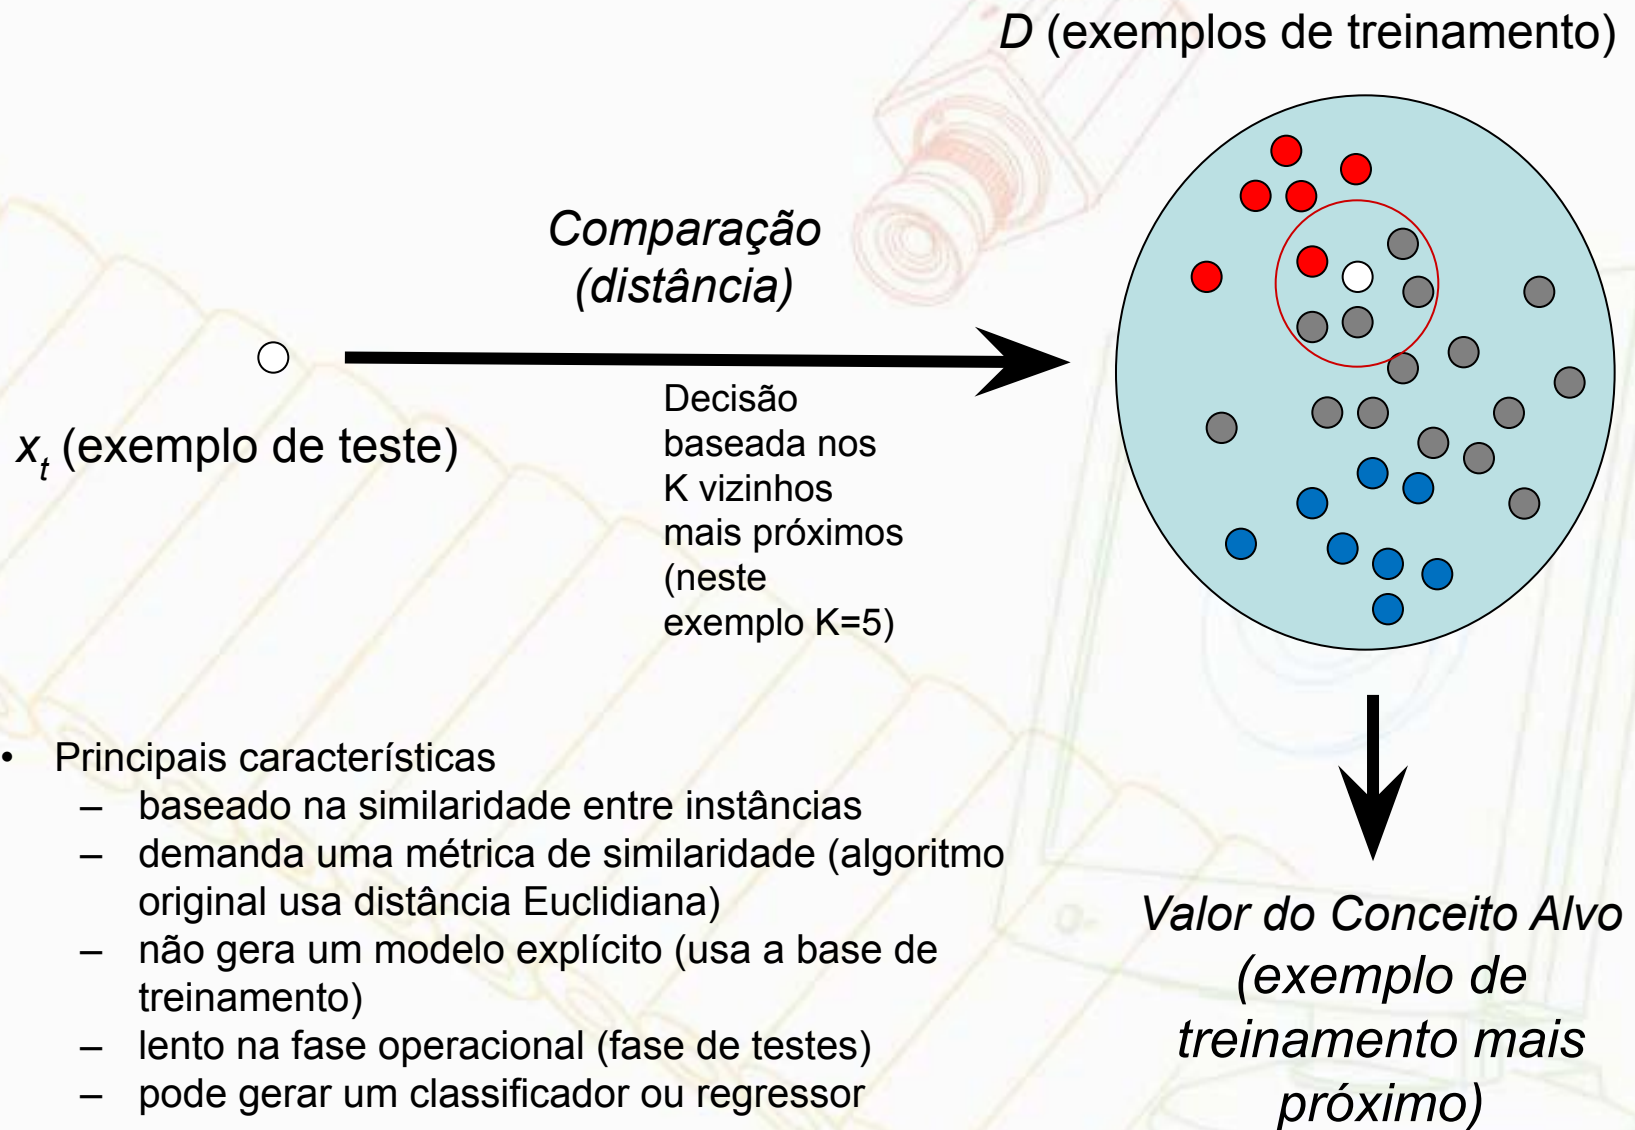 D (exemplos de treinamento)
Comparação
(distância)
x_t (exemplo de teste)
Decisão
baseada nos
K vizinhos
mais próximos
(neste
exemplo K=5)
• Principais características
– baseado na similaridade entre instâncias
– demanda uma métrica de similaridade (algoritmo
original usa distância Euclidiana)
– não gera um modelo explícito (usa a base de
treinamento)
– lento na fase operacional (fase de testes)
– pode gerar um classificador ou regressor
Valor do Conceito Alvo
(exemplo de
treinamento mais
próximo)